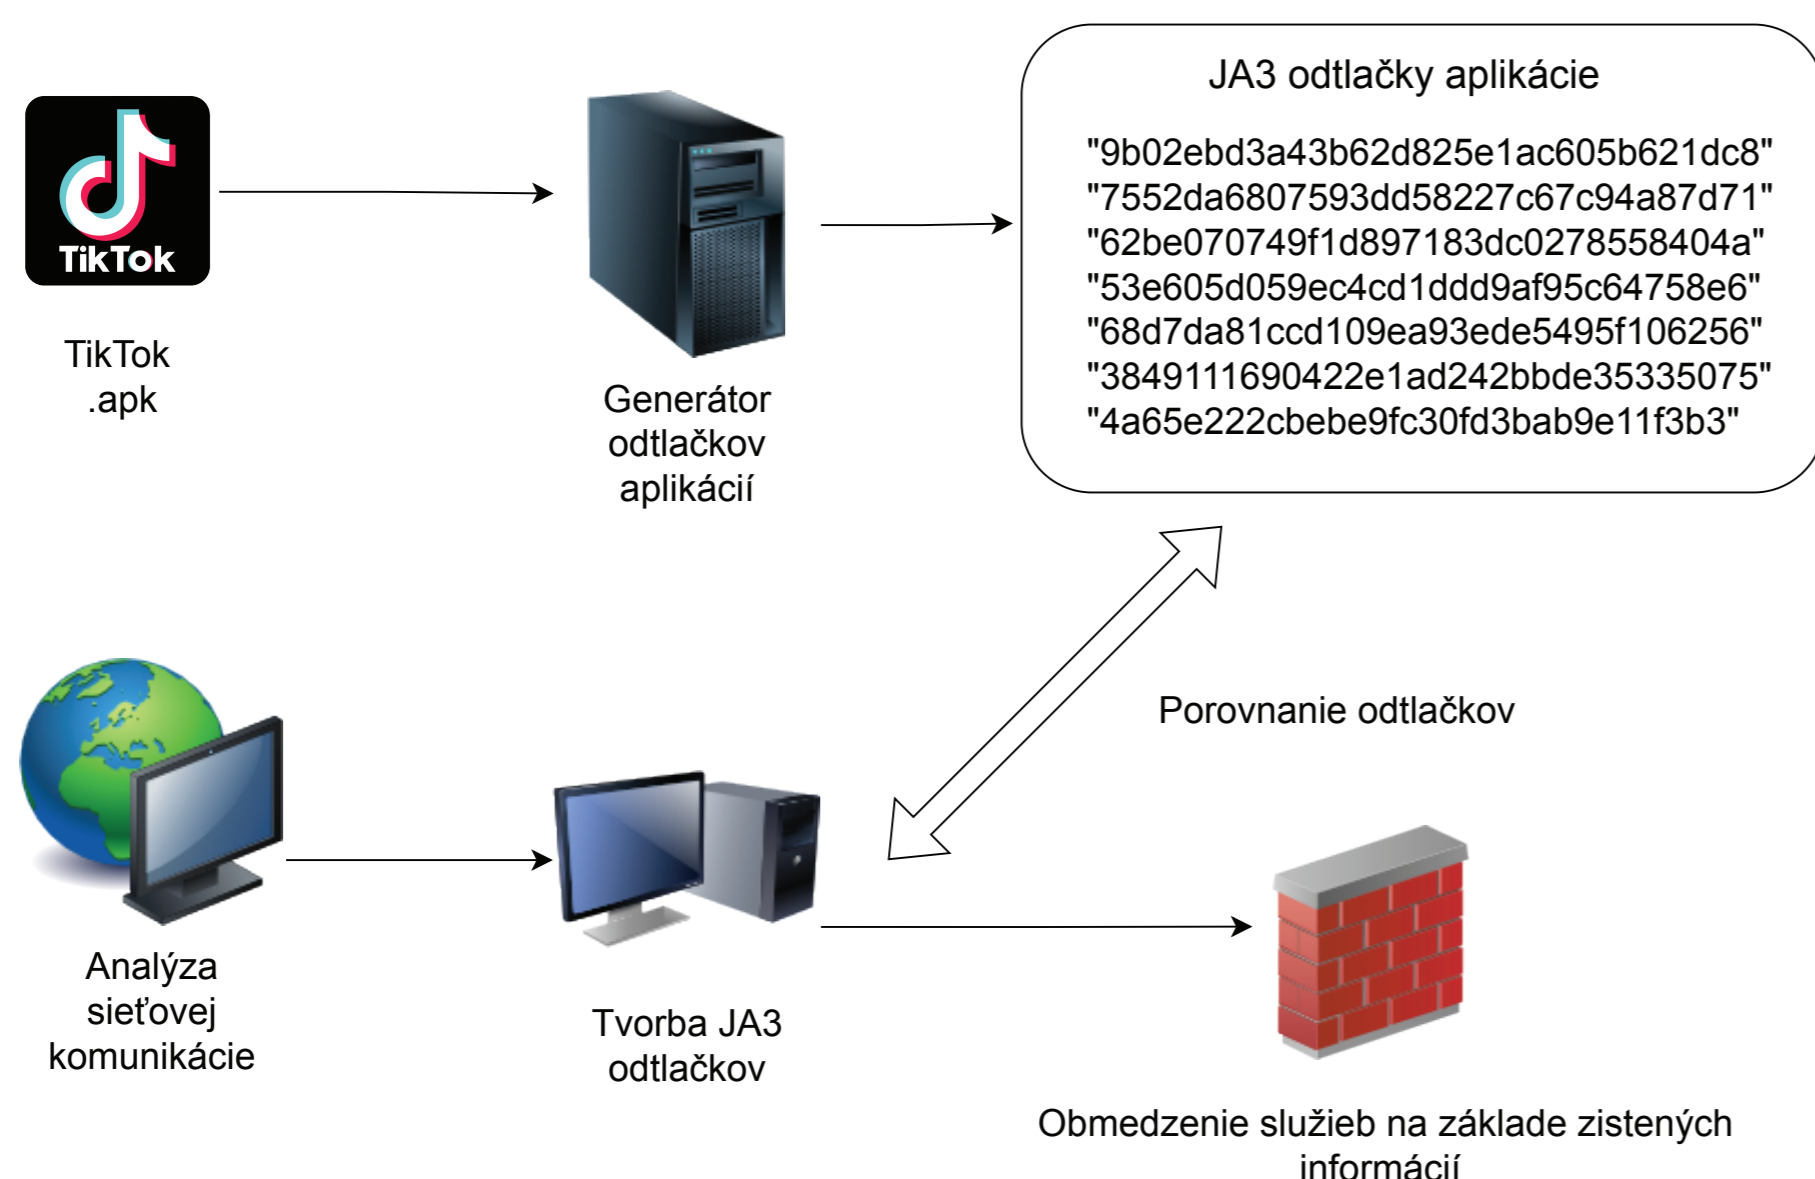 JA3 odtlačky aplikácie
"9b02ebd3a43b62d825e1ac605b621dc8"
"7552da6807593dd58227c67c94a87d71"
"62be070749f1d897183dc0278558404a"
"53e605d059ec4cd1ddd9af95c64758e6"
"68d7da81ccd109ea93ede5495f106256"
"3849111690422e1ad242bbde35335075"
"4a65e222cbebe9fc30fd3bab9e11f3b3"
TikTok
TikTok
.apk
Generátor
odtlačkov
aplikácií
Porovnanie odtlačkov
Analýza
sieťovej
komunikácie
Tvorba JA3
odtlačkov
Obmedzenie služieb na základe zistených
informácií